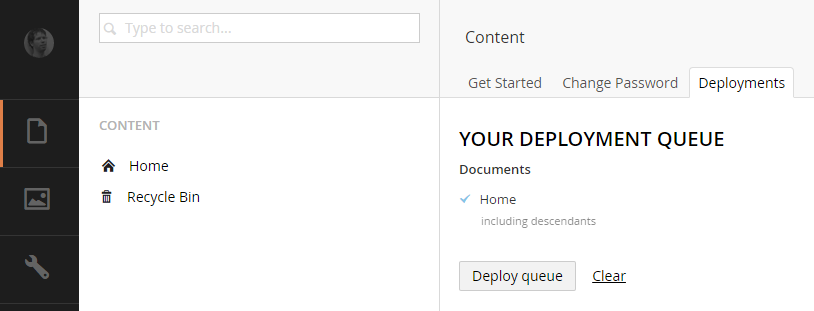 Type to search...
CONTENT
Home
Recycle Bin
Content
Get Started Change Password Deployments
YOUR DEPLOYMENT QUEUE
Documents
Home
including descendants
Deploy queue Clear